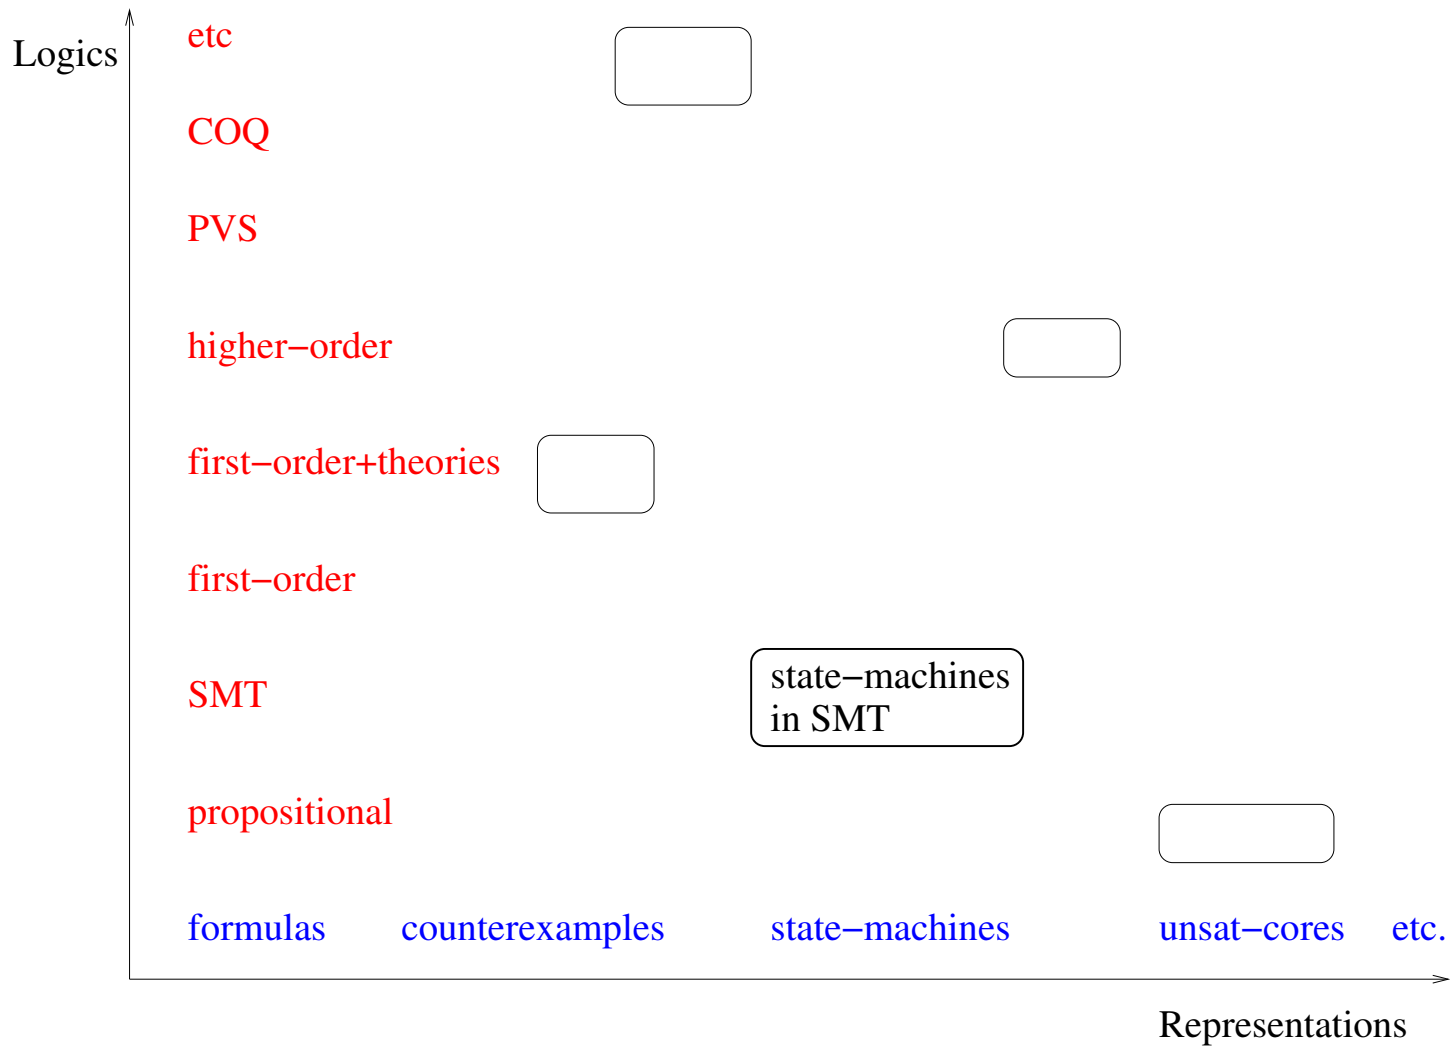 etc
Logics
COQ
PVS
higher−order
first−order+theories
first−order
state−machines
in SMT
SMT
propositional
formulas counterexamples state−machines unsat−cores etc.
Representations